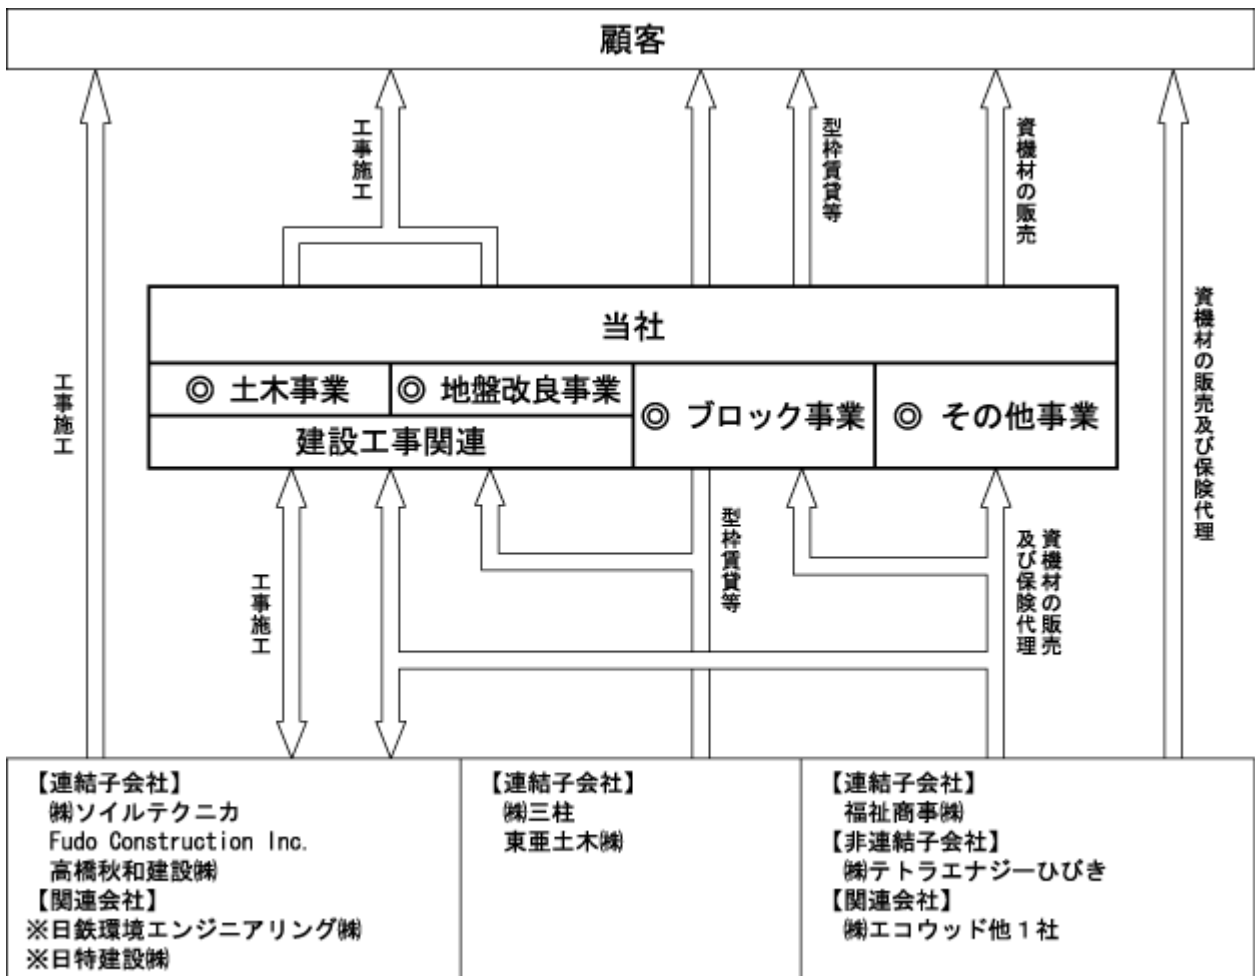 顧客
工事施工
型枠賃貸等
資機材の販売
工事施工
資機材の販売及び保険代理
当社
◎ 土木事業
◎ 地盤改良事業
建設工事関連
◎ ブロック事業
◎ その他事業
工事施工
型枠賃貸等
資機材の販売
及び保険代理
【連結子会社】
㈱ソイルテクニカ
Fudo Construction Inc.
高橋秋和建設㈱
【関連会社】
※日鉄環境エンジニアリング㈱
※日特建設㈱
【連結子会社】
㈱三柱
東亜土木㈱
【連結子会社】
福祉商事㈱
【非連結子会社】
㈱テトラエナジーひびき
【関連会社】
㈱エコウッド他１社